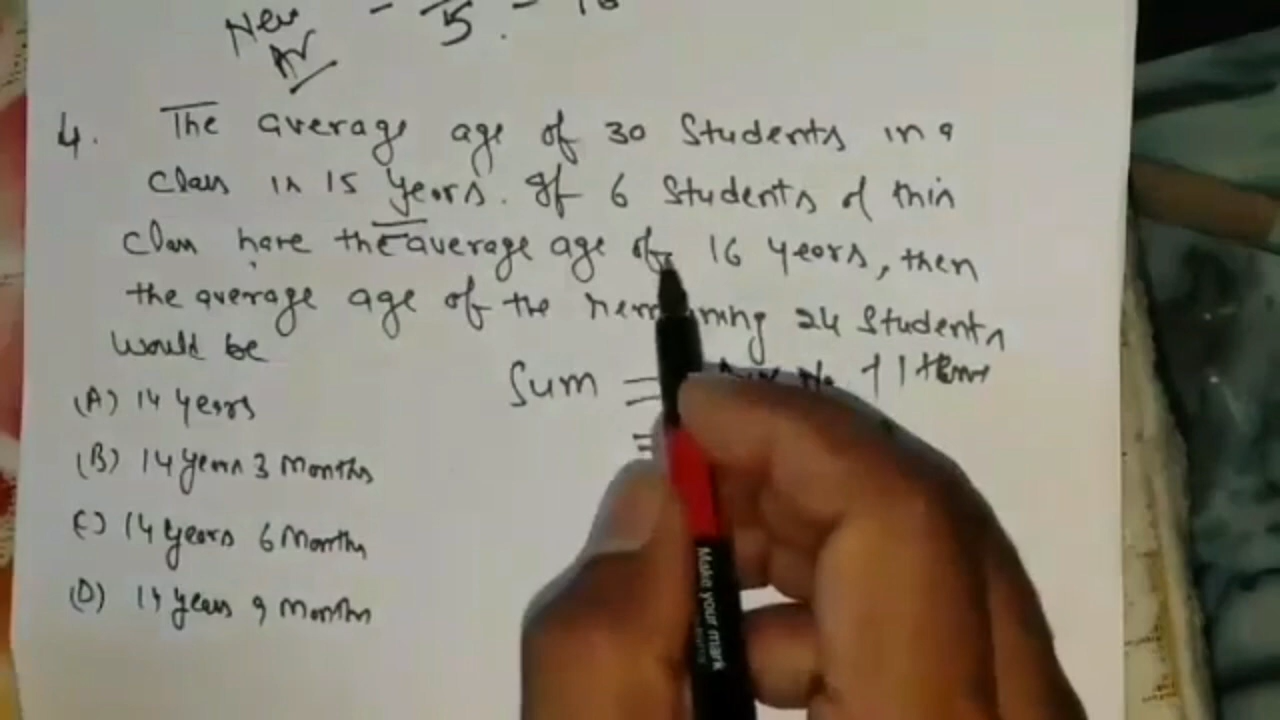 New
AV
- 5. -
4. The average age of 30 Students in a
Class is 15 years. If 6 Students of this
Class have the average age of 16 years, then
the average age of the 24 Students
would be
Sum =
(A) 14 years
(B) 14 years 3 Months
(C) 14 years 6 Months
(D) 14 years 9 months
=
Make your mark